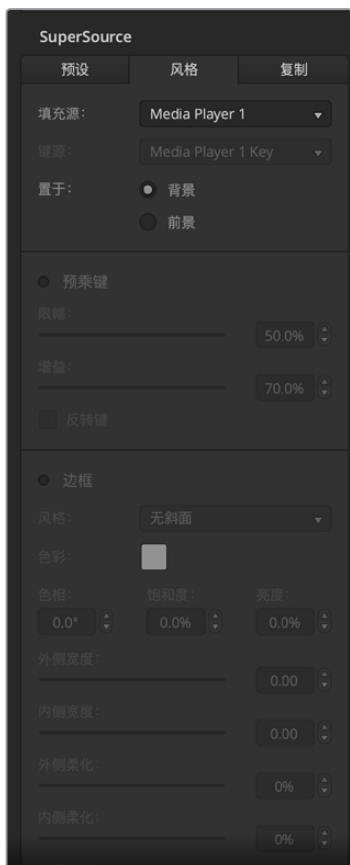 SuperSource
预设 风格 复制
填充源: Media Player 1
键源: Media Player 1 Key
置于: 背景
前景
预乘键
限幅:
50.0%
增益:
70.0%
反转键
边框
风格: 无斜面
色彩:
色相: 饱和度: 亮度:
0.0° 0.0% 0.0%
外侧宽度:
0.00
内侧宽度:
0.00
外侧柔化:
0%
内侧柔化:
0%